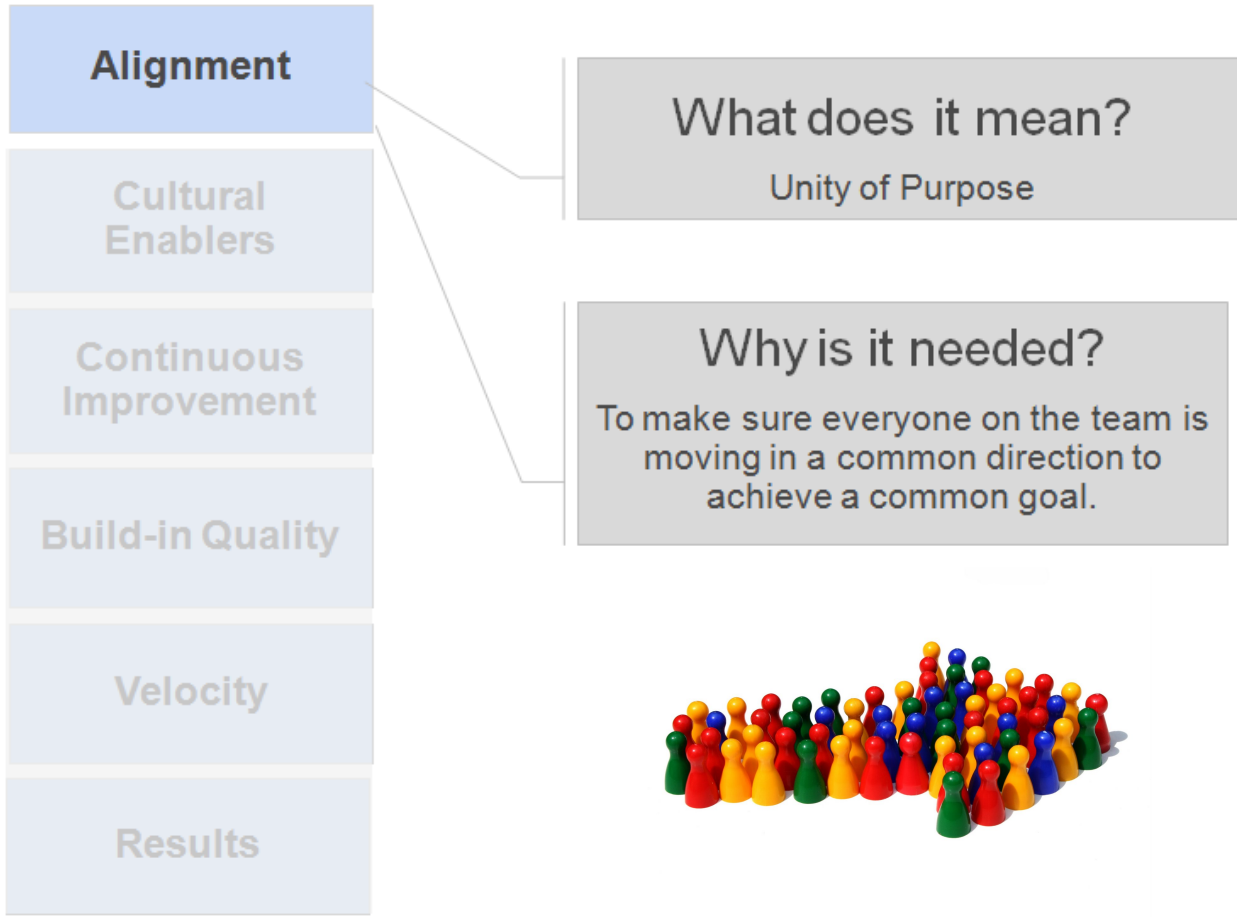 Alignment
Cultural
Enablers
Continuous
Improvement
Build-in Quality
Velocity
Results
What does it mean?
Unity of Purpose
Why is it needed?
To make sure everyone on the team is
moving in a common direction to
achieve a common goal.